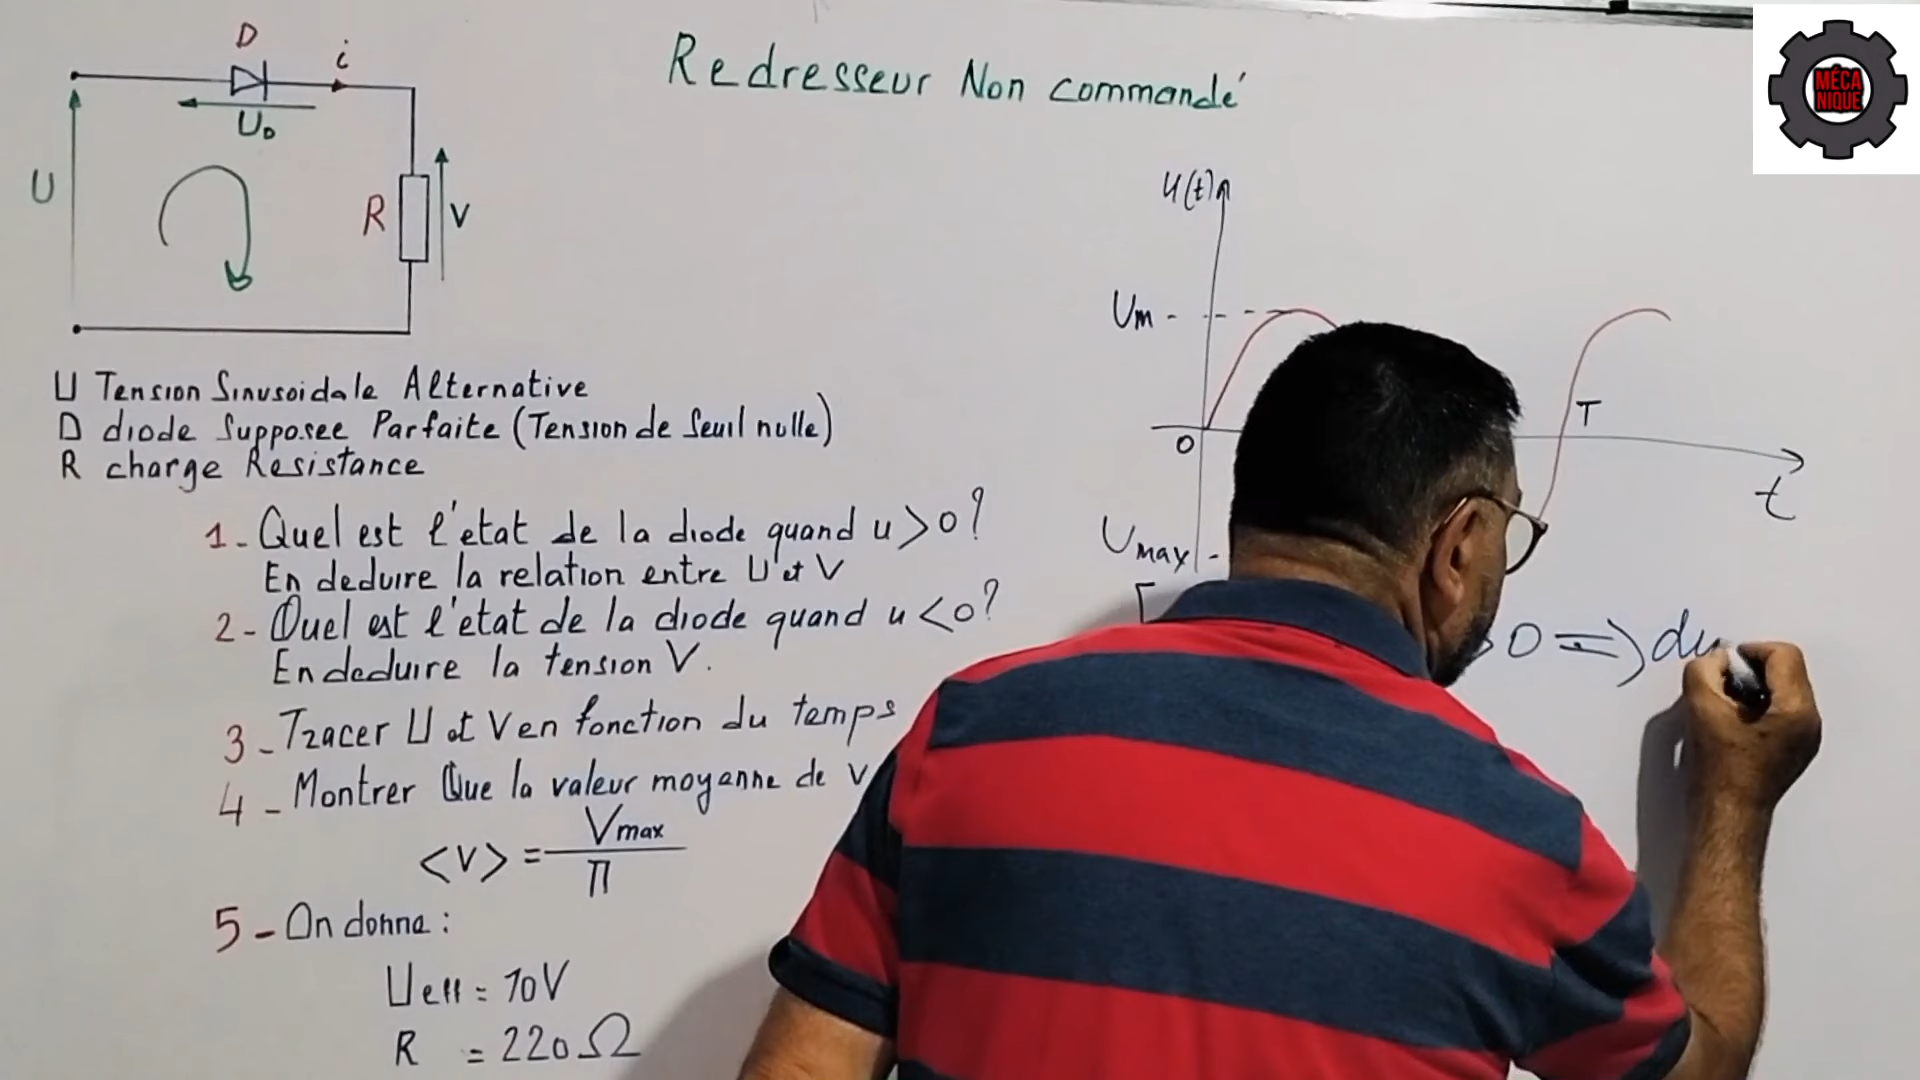 Redresseur Non commandé
MÉCA
NIQUE
D
i
U_D
U
R
V
U Tension Sinusoidale Alternative
D diode Supposee Parfaite (Tension de Seuil nulle)
R charge Resistance
1- Quel est l'etat de la diode quand u > 0 ?
En deduire la relation entre U et V
2- Quel est l'etat de la diode quand u < 0 ?
En deduire la tension V.
3- Tracer U et V en fonction du temps
4- Montrer Que la valeur moyenne de V
<V> = Vmax / π
5- On donne :
Ueff = 10V
R = 220 Ω
U(t)
Um
0
T
t
Umax
[
> 0 => du